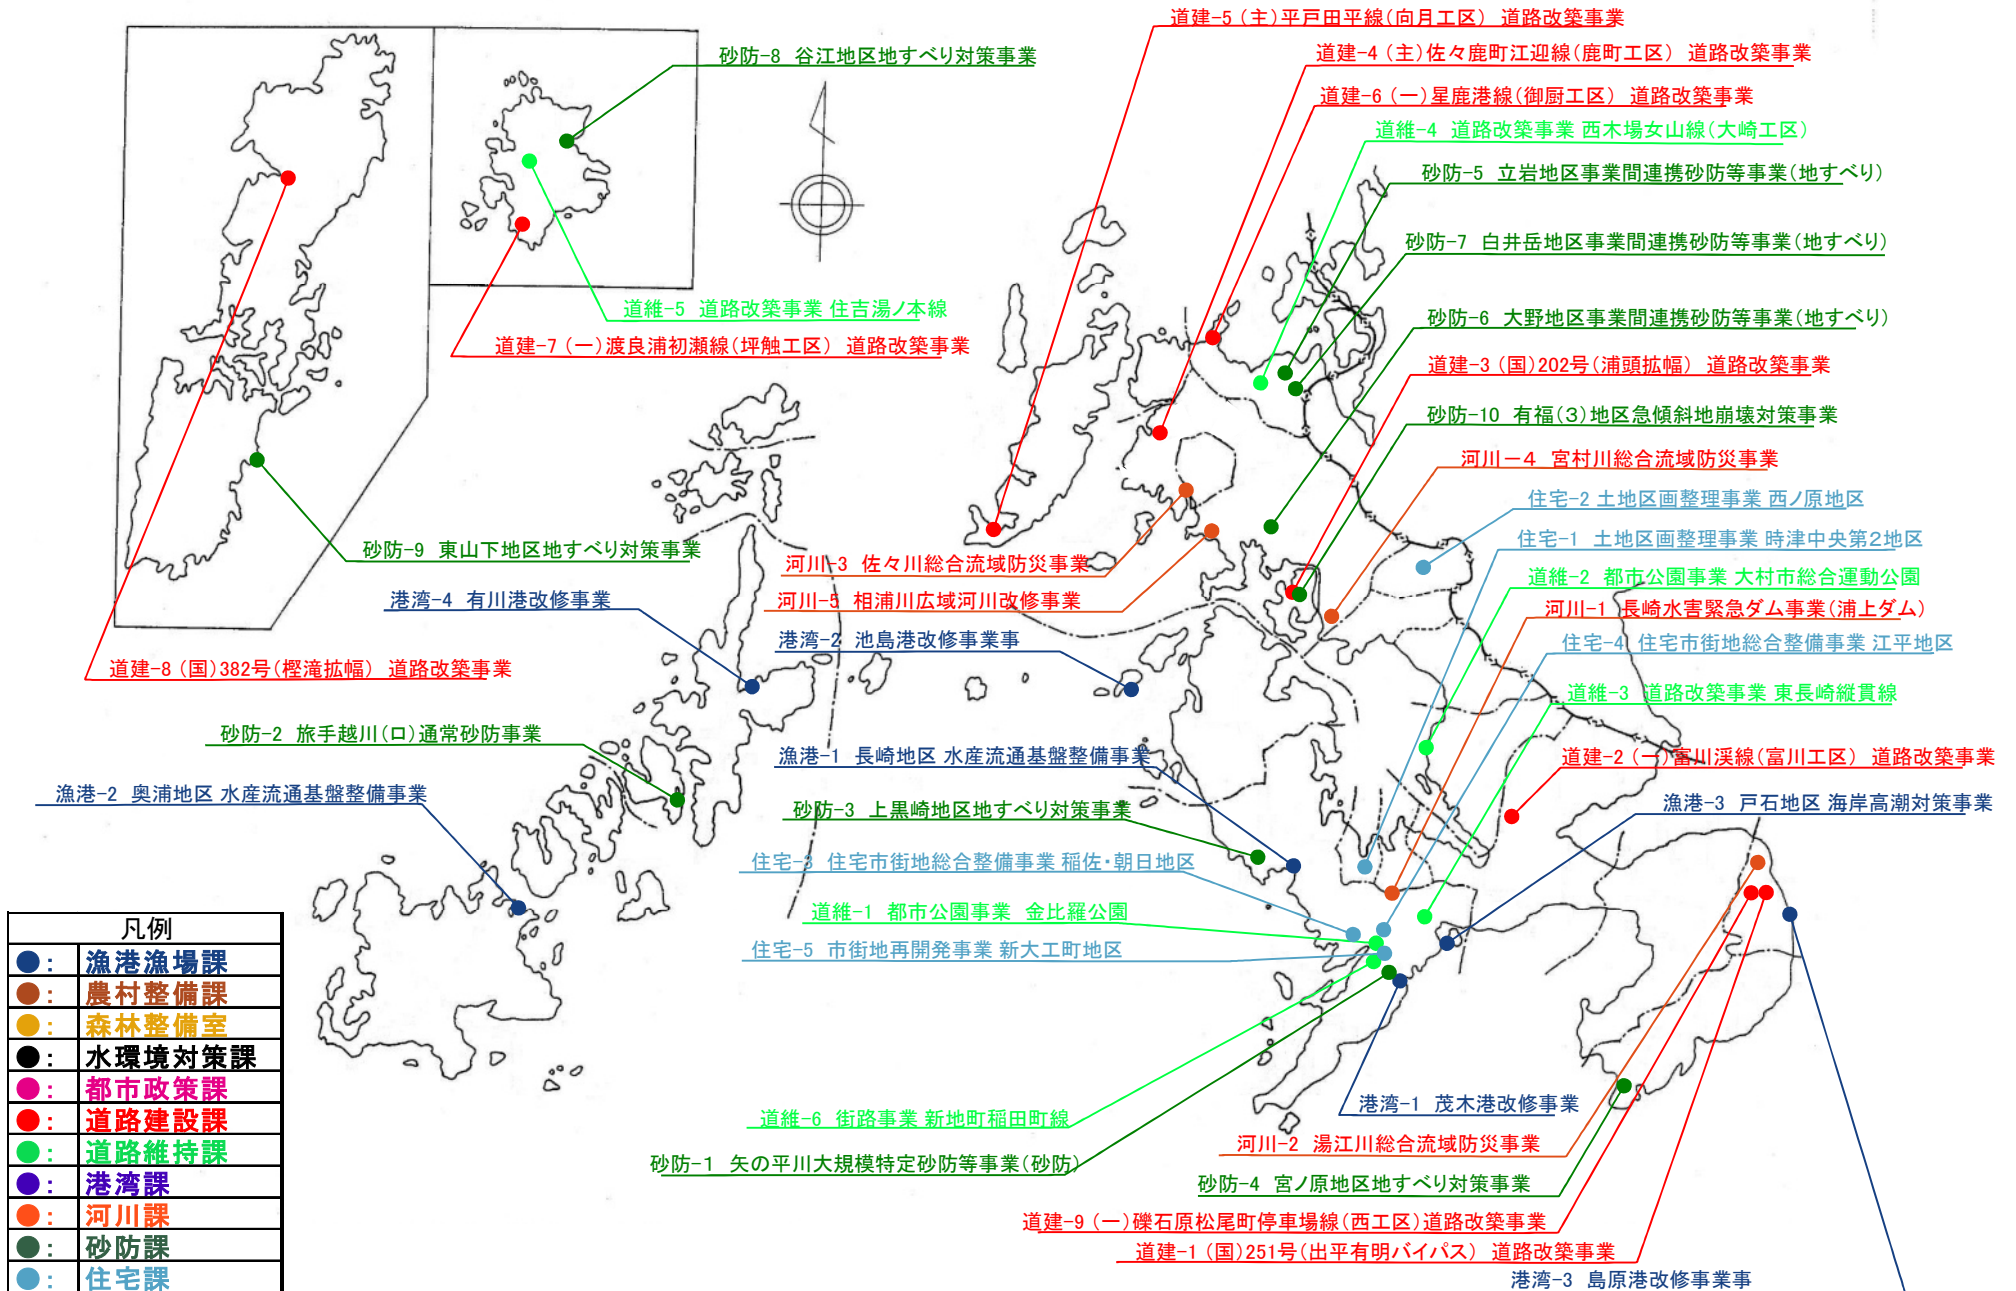 道建-5 (主)平戸田平線(向月工区) 道路改築事業
砂防-8 谷江地区地すべり対策事業
道建-4 (主)佐々鹿町江迎線(鹿町工区) 道路改築事業
道建-6 (一)星鹿港線(御厨工区) 道路改築事業
道維-4 道路改築事業 西木場女山線(大崎工区)
砂防-5 立岩地区事業間連携砂防等事業(地すべり)
砂防-7 白井岳地区事業間連携砂防等事業(地すべり)
道維-5 道路改築事業 住吉湯ノ本線
砂防-6 大野地区事業間連携砂防等事業(地すべり)
道建-7 (一)渡良浦初瀬線(坪触工区) 道路改築事業
道建-3 (国)202号(浦頭拡幅) 道路改築事業
砂防-10 有福(3)地区急傾斜地崩壊対策事業
河川-4 宮村川総合流域防災事業
住宅-2 土地区画整理事業 西ノ原地区
住宅-1 土地区画整理事業 時津中央第2地区
砂防-9 東山下地区地すべり対策事業
河川-3 佐々川総合流域防災事業
道維-2 都市公園事業 大村市総合運動公園
港湾-4 有川港改修事業
河川-5 相浦川広域河川改修事業
河川-1 長崎水害緊急ダム事業(浦上ダム)
港湾-2 池島港改修事業事
住宅-4 住宅市街地総合整備事業 江平地区
道建-8 (国)382号(樫滝拡幅) 道路改築事業
道維-3 道路改築事業 東長崎縦貫線
砂防-2 旅手越川(ロ)通常砂防事業
漁港-1 長崎地区 水産流通基盤整備事業
道建-2 (一)富川渓線(富川工区) 道路改築事業
漁港-2 奥浦地区 水産流通基盤整備事業
漁港-3 戸石地区 海岸高潮対策事業
砂防-3 上黒崎地区地すべり対策事業
住宅-3 住宅市街地総合整備事業 稲佐・朝日地区
道維-1 都市公園事業 金比羅公園
住宅-5 市街地再開発事業 新大工町地区
凡例
●: 漁港漁場課
●: 農村整備課
●: 森林整備室
●: 水環境対策課
●: 都市政策課
●: 道路建設課
●: 道路維持課
●: 港湾課
●: 河川課
●: 砂防課
●: 住宅課
道維-6 街路事業 新地町稲田町線
港湾-1 茂木港改修事業
河川-2 湯江川総合流域防災事業
砂防-1 矢の平川大規模特定砂防等事業(砂防)
砂防-4 宮ノ原地区地すべり対策事業
道建-9 (一)礫石原松尾町停車場線(西工区)道路改築事業
道建-1 (国)251号(出平有明バイパス) 道路改築事業
港湾-3 島原港改修事業事